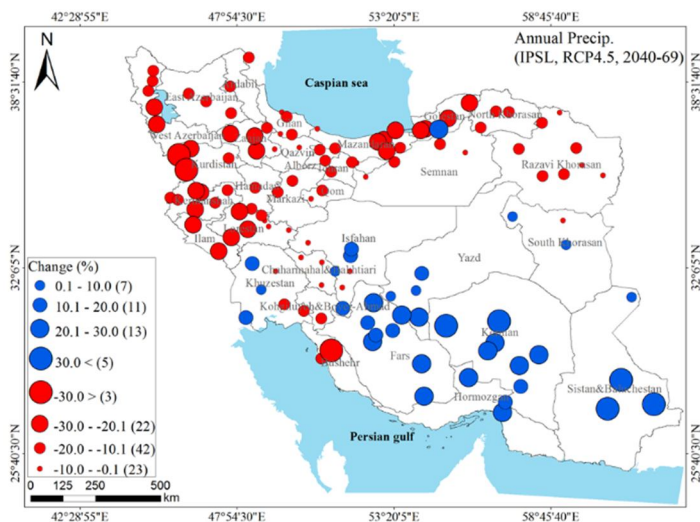 42°28'55"E 47°54'30"E 53°20'5"E 58°45'40"E
Annual Precip.
(IPSL, RCP4.5, 2040-69)
N
38°31'40"N
38°31'40"N
Caspian sea
Ardabil
East Azerbaijan
West Azerbaijan
Gilan
Golestan
North Khorasan
Qazvin
Alborz
Tehran
Semnan
Razavi Khorasan
Kurdistan
Markazi
Qom
Ilam
Isfahan
Yazd
South Khorasan
32°6'5"N
32°6'5"N
Chaharmahal&Bakhtiari
Khuzestan
Kohgiluyeh&Boyer-Ahmad
Fars
Kerman
Bushehr
Hormozgan
Sistan&Baluchestan
Persian gulf
25°40'30"N
25°40'30"N
Change (%)
0.1 - 10.0 (7)
10.1 - 20.0 (11)
20.1 - 30.0 (13)
30.0 < (5)
-30.0 > (3)
-30.0 - -20.1 (22)
-20.0 - -10.1 (42)
-10.0 - -0.1 (23)
0 125 250 500
km
42°28'55"E 47°54'30"E 53°20'5"E 58°45'40"E